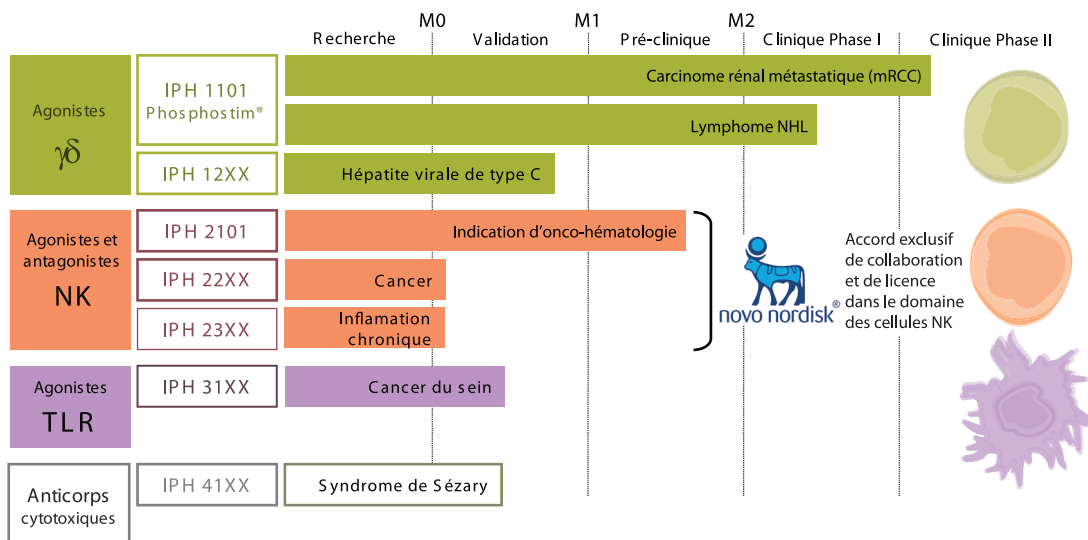 M0 M1 M2
Recherche Validation Pré-clinique Clinique Phase I Clinique Phase II
Agonistes
γδ
IPH 1101
Phosphostim®
Carcinome rénal métastatique (mRCC)
Lymphome NHL
IPH 12XX
Hépatite virale de type C
Agonistes et
antagonistes
NK
IPH 2101
Indication d'onco-hématologie
IPH 22XX
Cancer
IPH 23XX
Inflamation
chronique
novo nordisk®
Accord exclusif
de collaboration
et de licence
dans le domaine
des cellules NK
Agonistes
TLR
IPH 31XX
Cancer du sein
Anticorps
cytotoxiques
IPH 41XX
Syndrome de Sézary